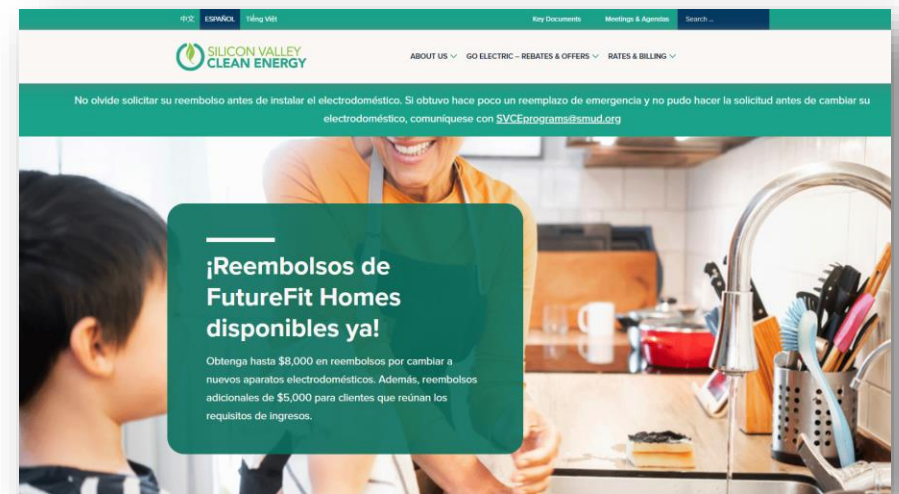 中文 ESPAÑOL Tiếng Việt Key Documents Meetings & Agendas Search ...
SILICON VALLEY
CLEAN ENERGY
ABOUT US GO ELECTRIC – REBATES & OFFERS RATES & BILLING
No olvide solicitar su reembolso antes de instalar el electrodoméstico. Si obtuvo hace poco un reemplazo de emergencia y no pudo hacer la solicitud antes de cambiar su
electrodoméstico, comuníquese con SVCEprograms@smud.org
¡Reembolsos de
FutureFit Homes
disponibles ya!
Obtenga hasta $8,000 en reembolsos por cambiar a
nuevos aparatos electrodomésticos. Además, reembolsos
adicionales de $5,000 para clientes que reúnan los
requisitos de ingresos.